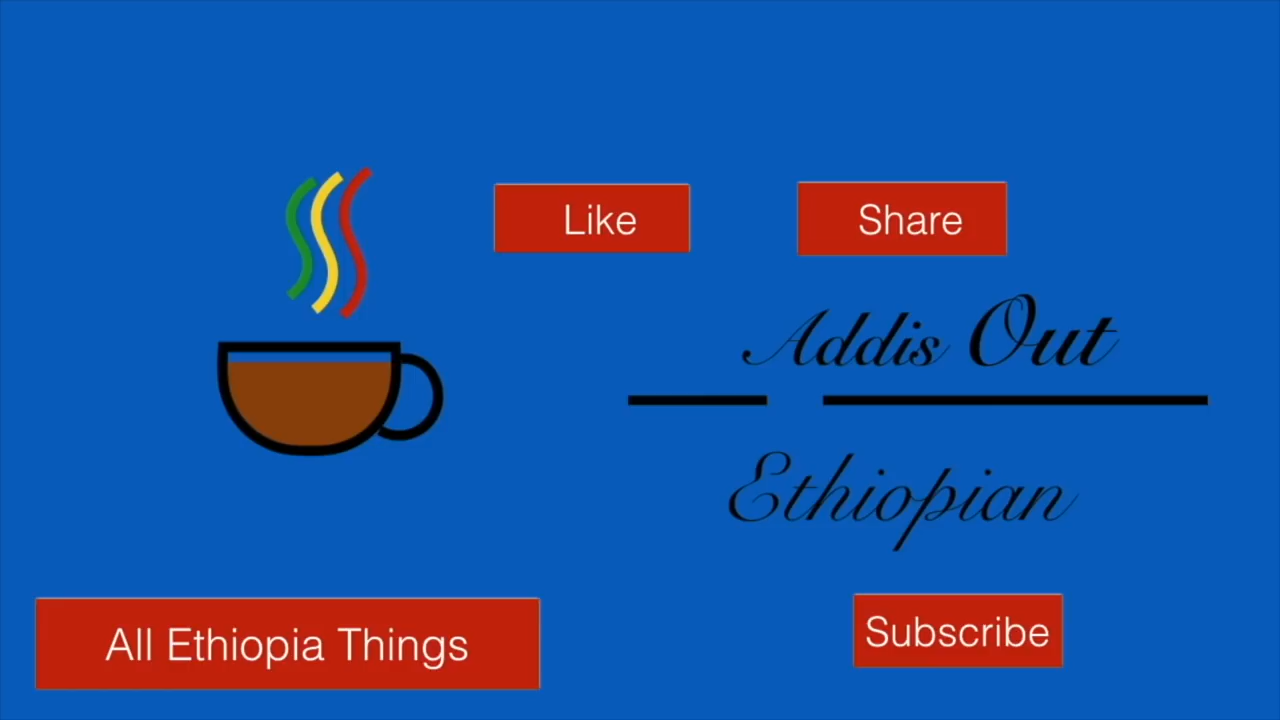 Like
Share
Addis Out
Ethiopian
All Ethiopia Things
Subscribe